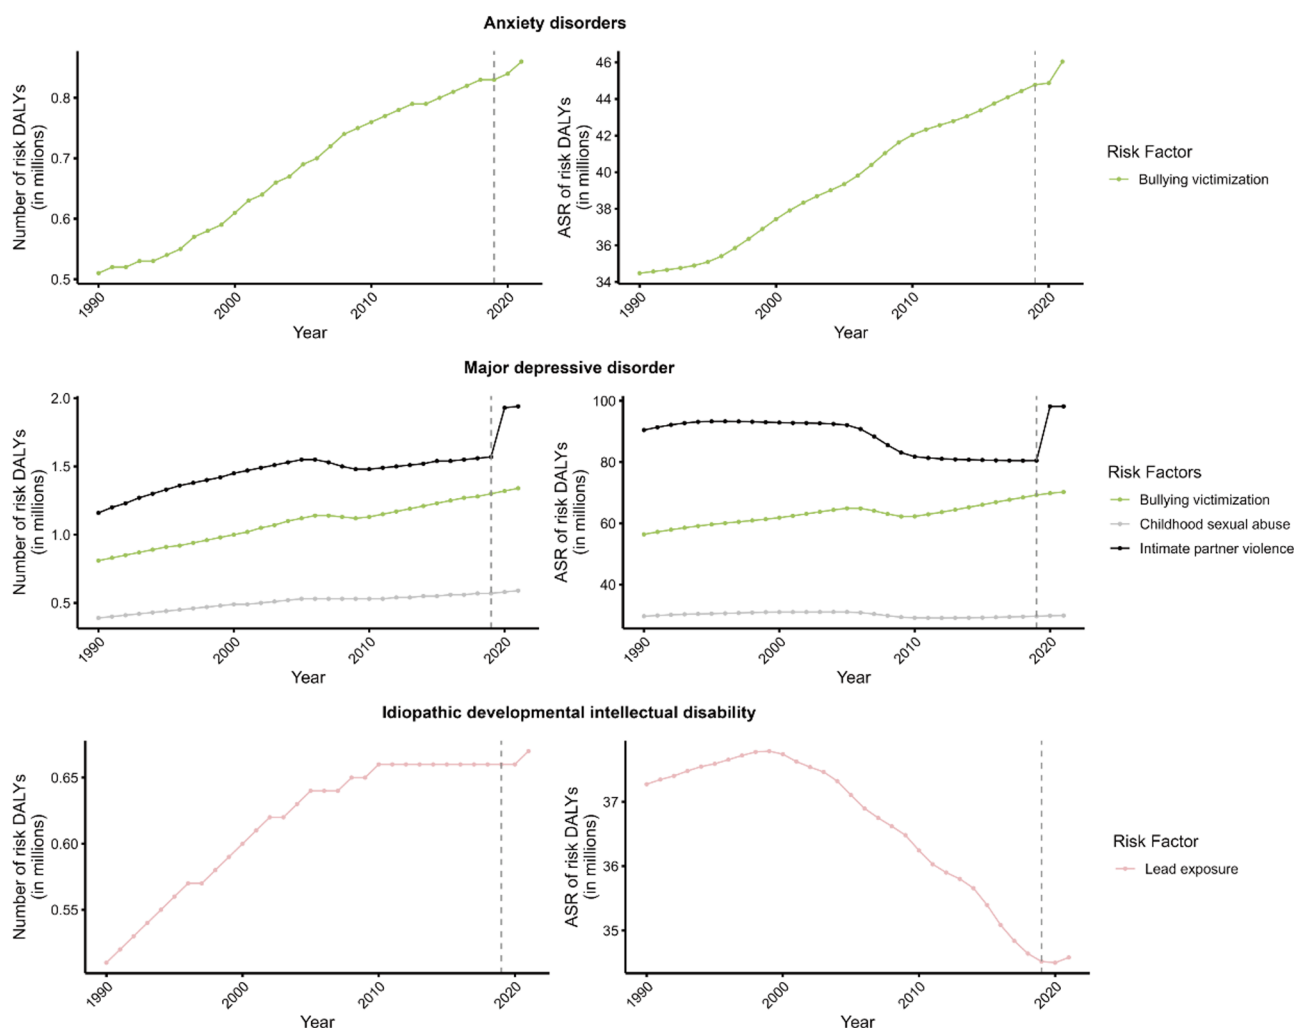 Anxiety disorders
Number of risk DALYs
(in millions)
0.8
0.7
0.6
0.5
1990
2000
2010
2020
Year
ASR of risk DALYs
(in millions)
46
44
42
40
38
36
34
1990
2000
2010
2020
Year
Risk Factor
Bullying victimization
Major depressive disorder
Number of risk DALYs
(in millions)
2.0
1.5
1.0
0.5
1990
2000
2010
2020
Year
ASR of risk DALYs
(in millions)
100
80
60
40
1990
2000
2010
2020
Year
Risk Factors
Bullying victimization
Childhood sexual abuse
Intimate partner violence
Idiopathic developmental intellectual disability
Number of risk DALYs
(in millions)
0.65
0.60
0.55
1990
2000
2010
2020
Year
ASR of risk DALYs
(in millions)
37
36
35
1990
2000
2010
2020
Year
Risk Factor
Lead exposure